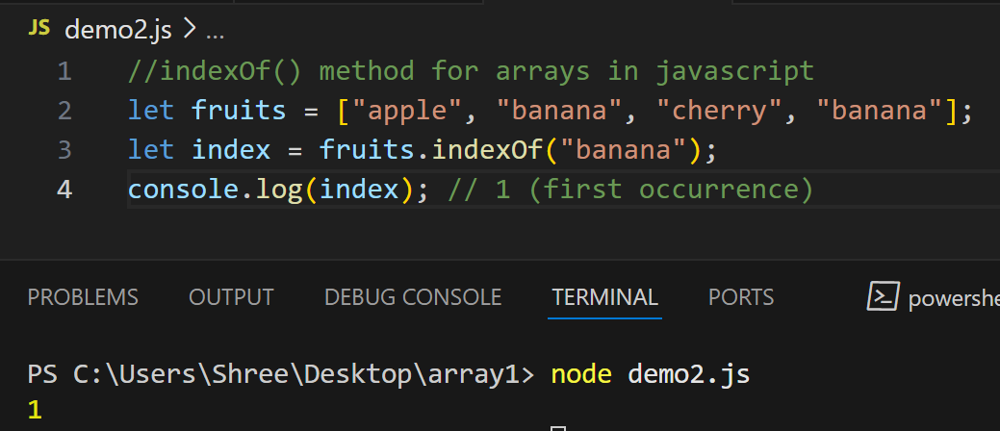 JS demo2.js > ...
1 //indexOf() method for arrays in javascript
2 let fruits = ["apple", "banana", "cherry", "banana"];
3 let index = fruits.indexOf("banana");
4 console.log(index); // 1 (first occurrence)
PROBLEMS OUTPUT DEBUG CONSOLE TERMINAL PORTS powershe
PS C:\Users\Shree\Desktop\array1> node demo2.js
1